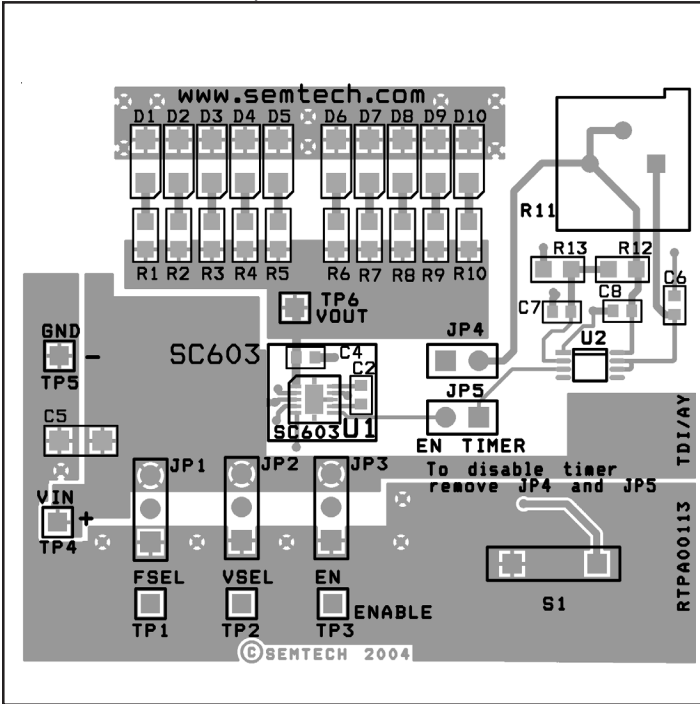 www.semtech.com
D1 D2 D3 D4 D5 D6 D7 D8 D9 D10
R11
R13 R12
C6
R1 R2 R3 R4 R5 R6 R7 R8 R9 R10
C7 C8
TP6
VOUT
GND
-
TP5
JP4
U2
SC603
C4
C2
JP5
C5
SC603 U1
EN TIMER
TDI/AY
JP1 JP2 JP3
To disable timer
remove JP4 and JP5
VIN
+
TP4
RTPA00113
FSEL VSEL EN
S1
ENABLE
TP1 TP2 TP3
©SEMTECH 2004